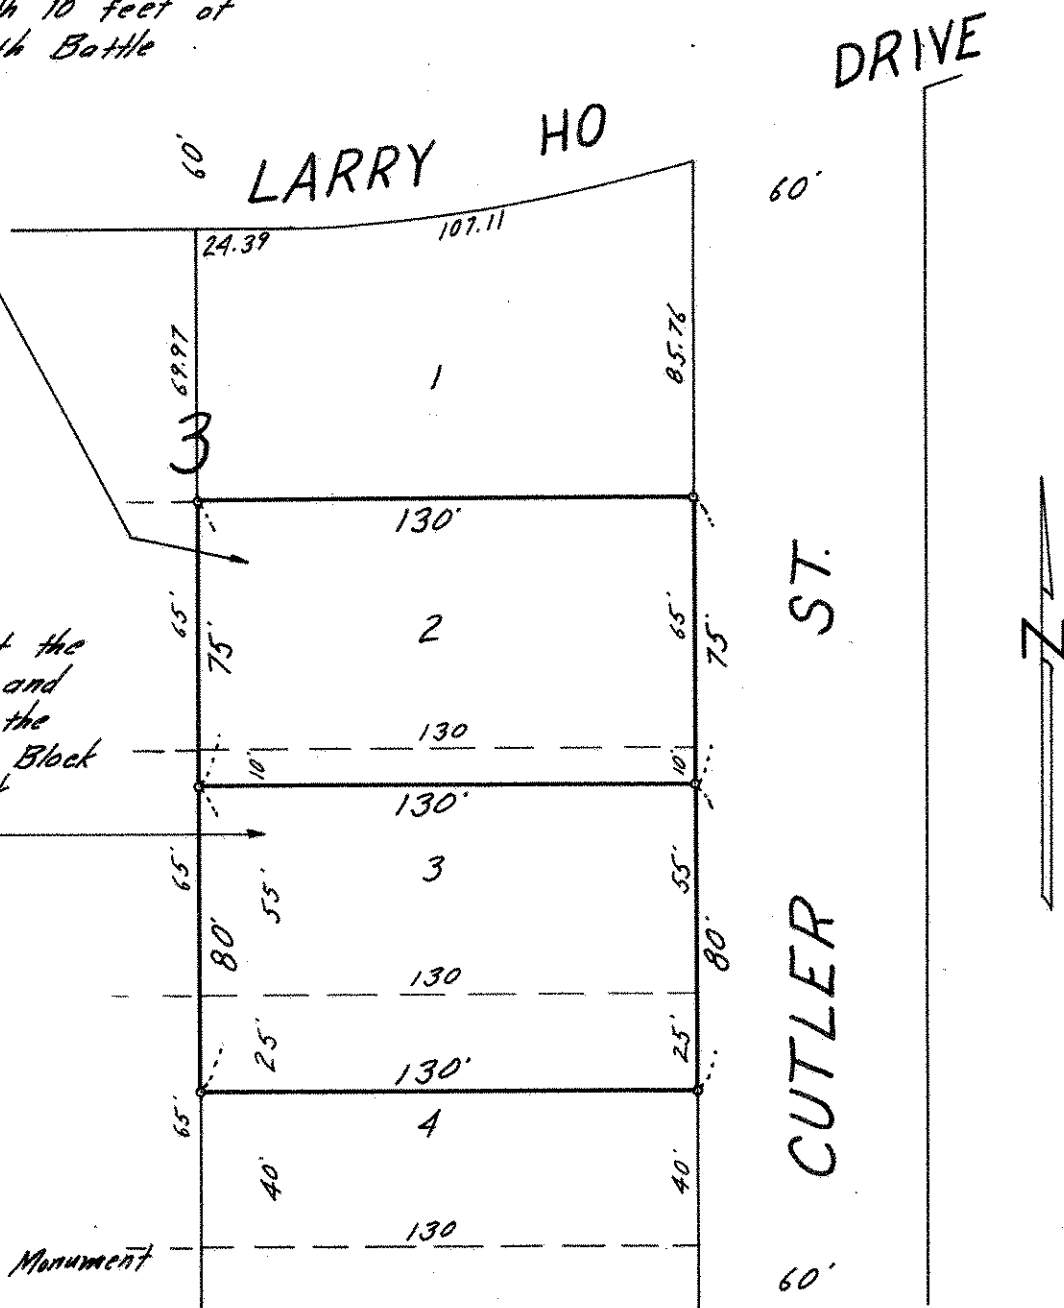 10 feet of
Battle
DRIVE
LARRY HO
60'
60'
24.39
107.11
69.97
85.76
1
3
130'
65'
75'
2
65'
75'
ST.
N
the
and
the
Block
130
10'
10'
130'
65'
55'
3
55'
80'
80'
CUTLER
130
25'
25'
130'
65'
4
40'
40'
130
Monument
60'